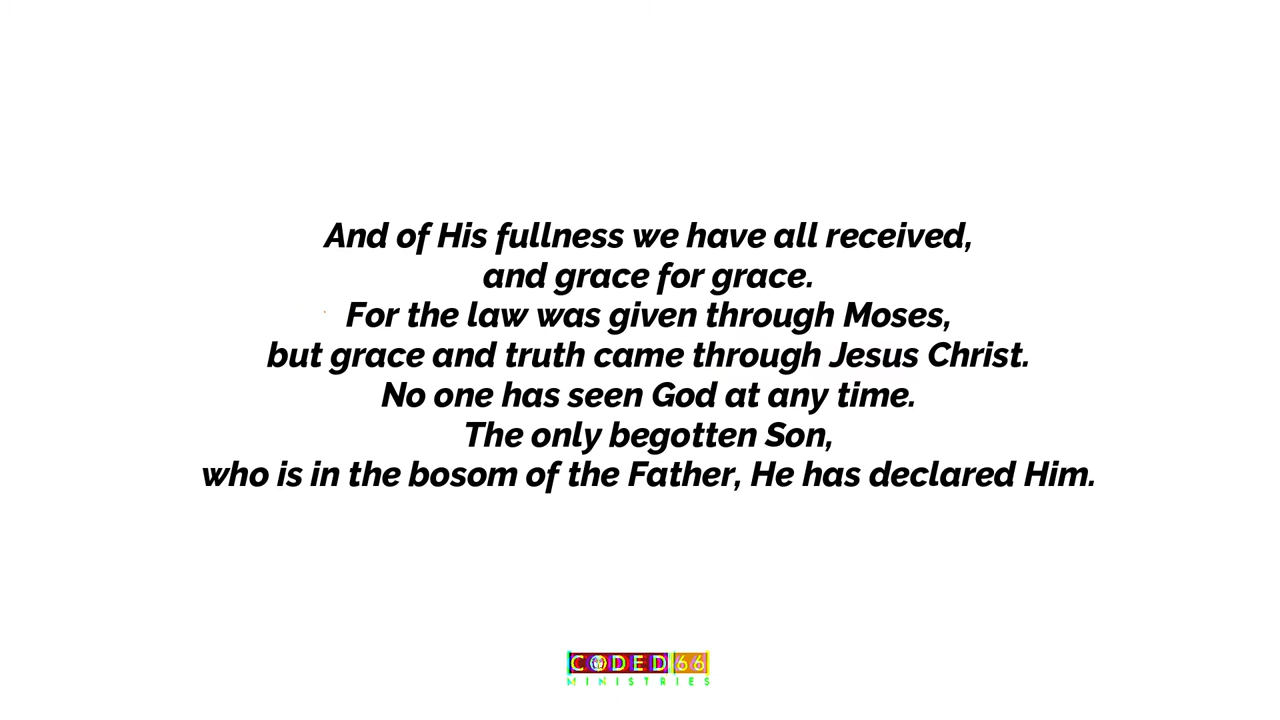 And of His fullness we have all received,
and grace for grace.
For the law was given through Moses,
but grace and truth came through Jesus Christ.
No one has seen God at any time.
The only begotten Son,
who is in the bosom of the Father, He has declared Him.
CODED 66
MINISTRIES